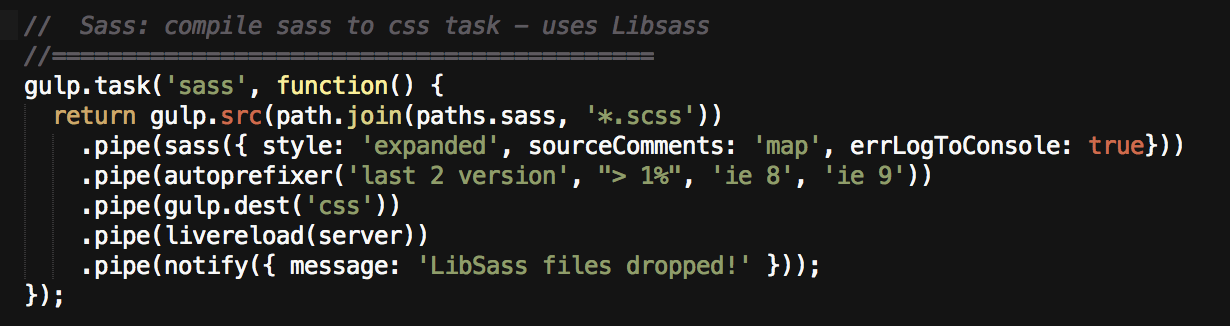 //  Sass: compile sass to css task - uses Libsass
//===========================================
gulp.task('sass', function() {
  return gulp.src(path.join(paths.sass, '*.scss'))
    .pipe(sass({ style: 'expanded', sourceComments: 'map', errLogToConsole: true}))
    .pipe(autoprefixer('last 2 version', "> 1%", 'ie 8', 'ie 9'))
    .pipe(gulp.dest('css'))
    .pipe(livereload(server))
    .pipe(notify({ message: 'LibSass files dropped!' }));
});